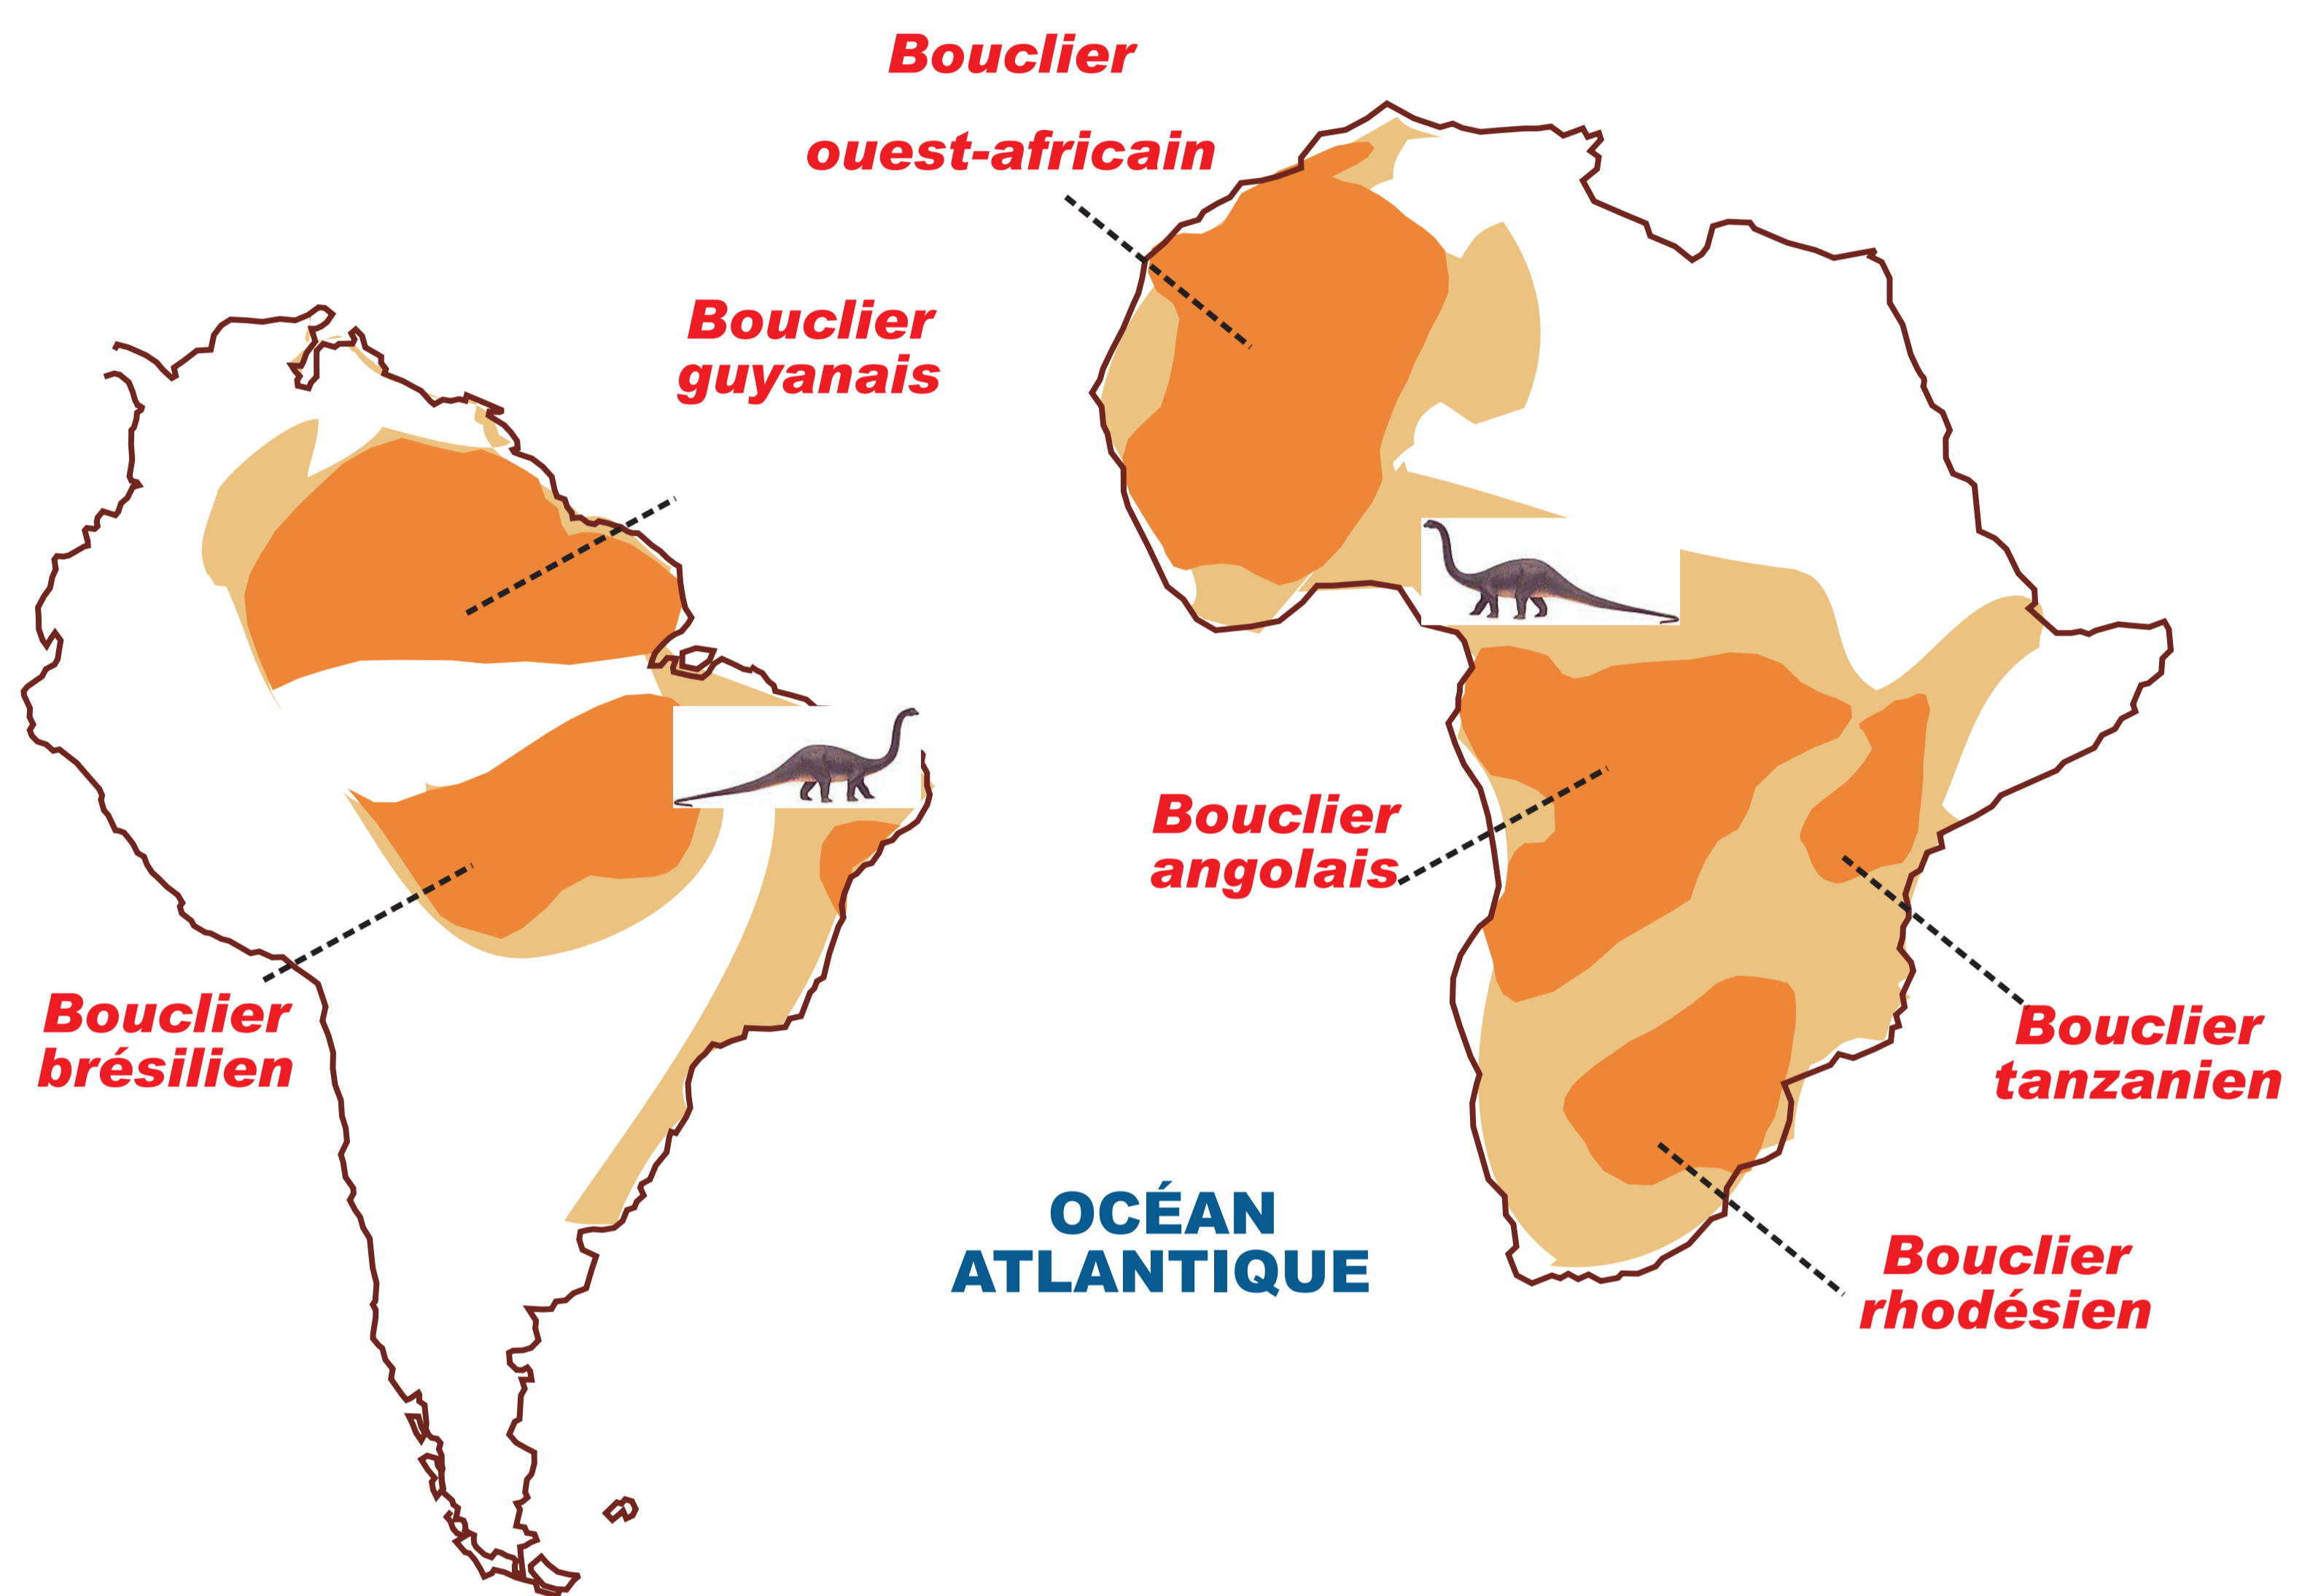 Bouclier
ouest-africain
Bouclier
guyanais
Bouclier
angolais
Bouclier
brésilien
Bouclier
tanzanien
OCÉAN
ATLANTIQUE
Bouclier
rhodésien